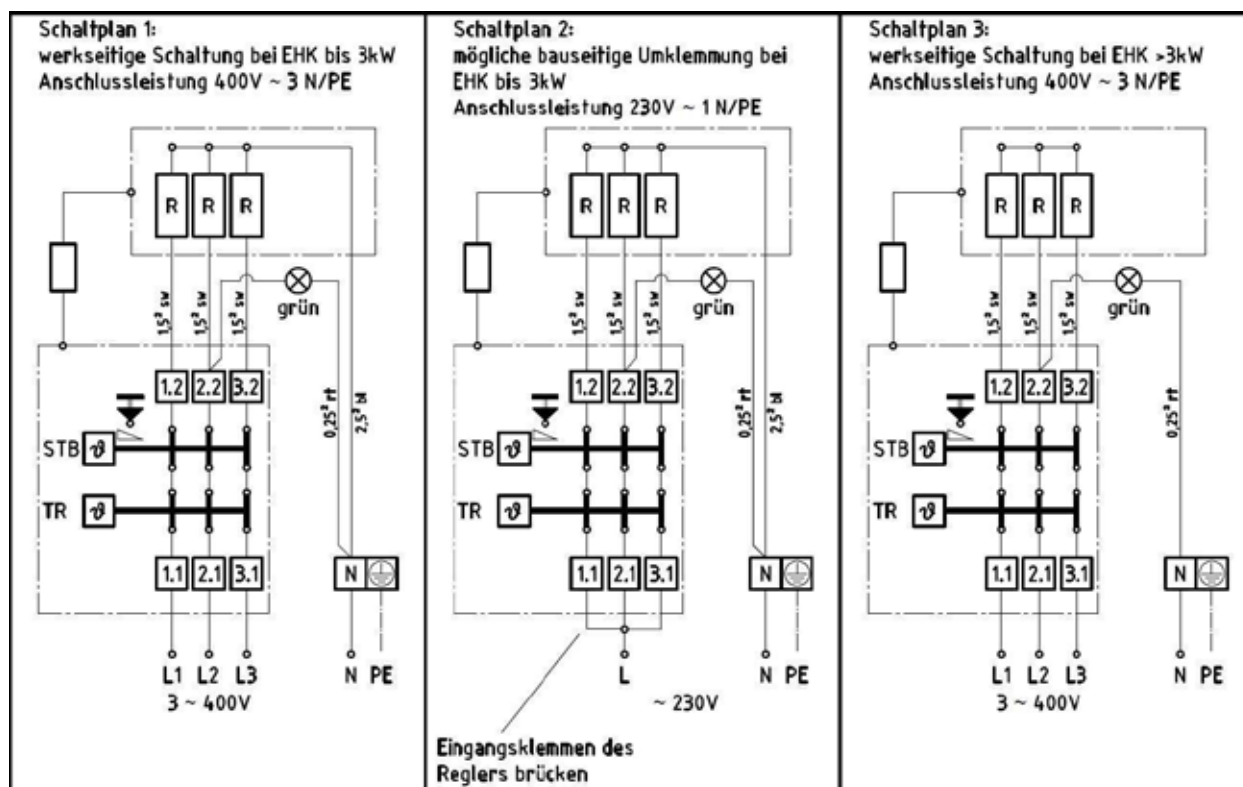 Schaltplan 1:
werkseitige Schaltung bei EHK bis 3kW
Anschlussleistung 400V ~ 3 N/PE
R R R
grün
1,5² sw
1,5² sw
1,5² sw
1.2 2.2 3.2
0,25² rt
2,5² bl
STB ϑ
TR ϑ
1.1 2.1 3.1
N
L1 L2 L3
N PE
3 ~ 400V
Schaltplan 2:
mögliche bauseitige Umklemmung bei
EHK bis 3kW
Anschlussleistung 230V ~ 1 N/PE
R R R
grün
1,5² sw
1,5² sw
1,5² sw
1.2 2.2 3.2
0,25² rt
2,5² bl
STB ϑ
TR ϑ
1.1 2.1 3.1
N
L
N PE
~ 230V
Eingangsklemmen des
Reglers brücken
Schaltplan 3:
werkseitige Schaltung bei EHK >3kW
Anschlussleistung 400V ~ 3 N/PE
R R R
grün
1,5² sw
1,5² sw
1,5² sw
1.2 2.2 3.2
0,25² rt
STB ϑ
TR ϑ
1.1 2.1 3.1
N
L1 L2 L3
N PE
3 ~ 400V